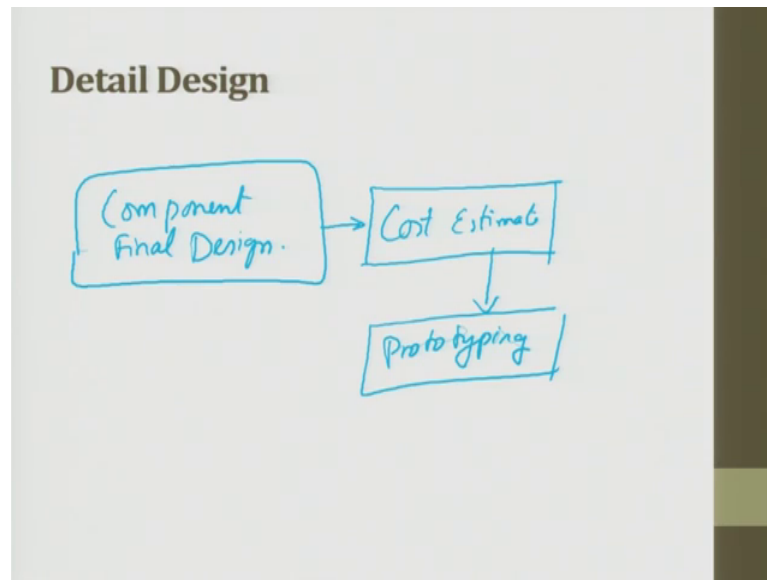 Detail Design
Component
Final Design.
Cost Estimate
Prototyping